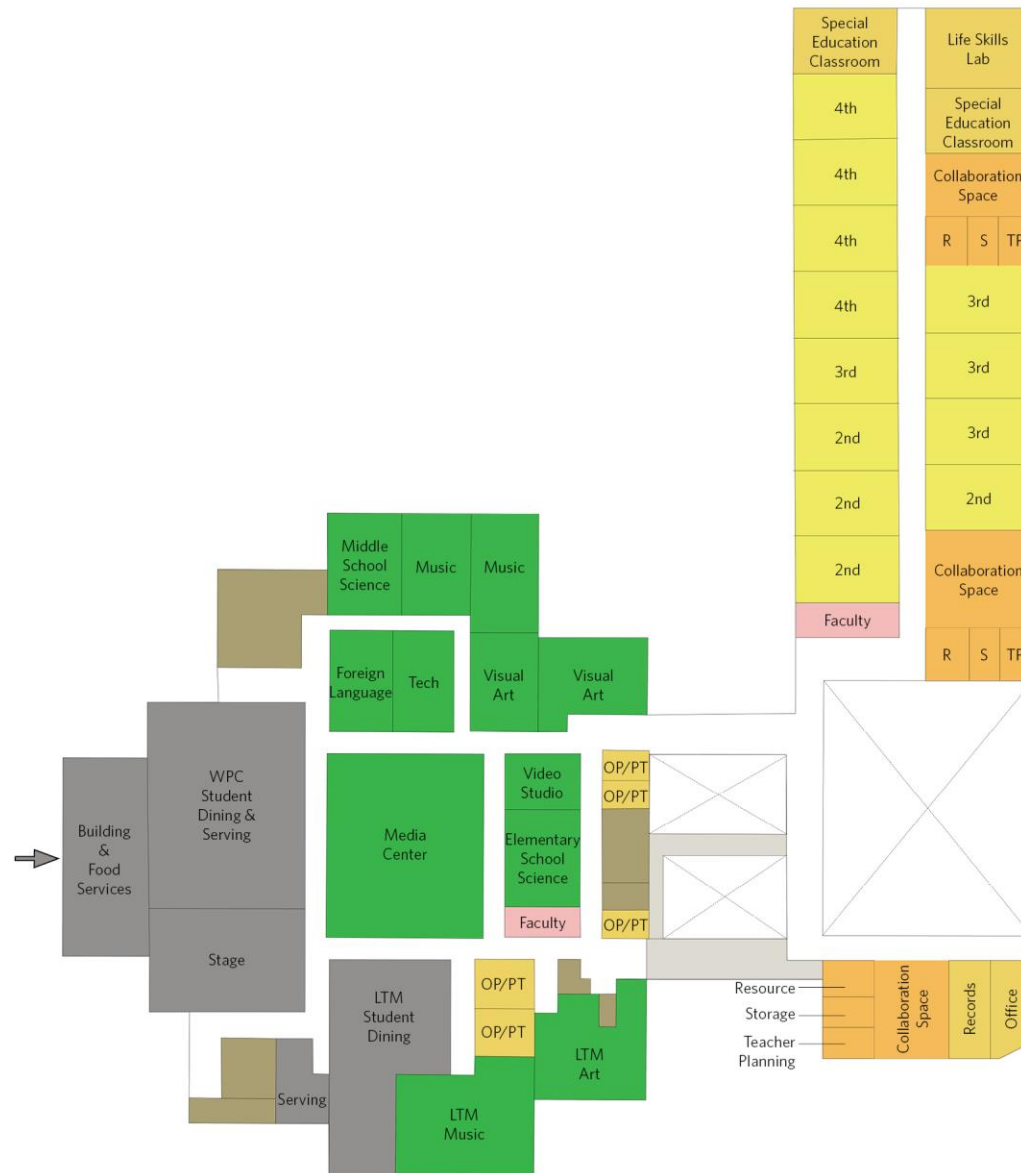 Special
Education
Classroom
Life Skills
Lab
4th
Special
Education
Classroom
4th
Collaboration
Space
4th
R
S
4th
3rd
3rd
3rd
2nd
3rd
2nd
2nd
2nd
Collaboration
Space
Faculty
R
S
Middle
School
Science
Music
Music
Foreign
Language
Tech
Visual
Art
Visual
Art
WPC
Student
Dining &
Serving
Building
&
Food
Services
Stage
Media
Center
Video
Studio
Elementary
School
Science
Faculty
OP/PT
OP/PT
OP/PT
LTM
Student
Dining
OP/PT
OP/PT
LTM
Art
LTM
Music
Serving
Resource
Storage
Teacher
Planning
Collaboration
Space
Records
Office